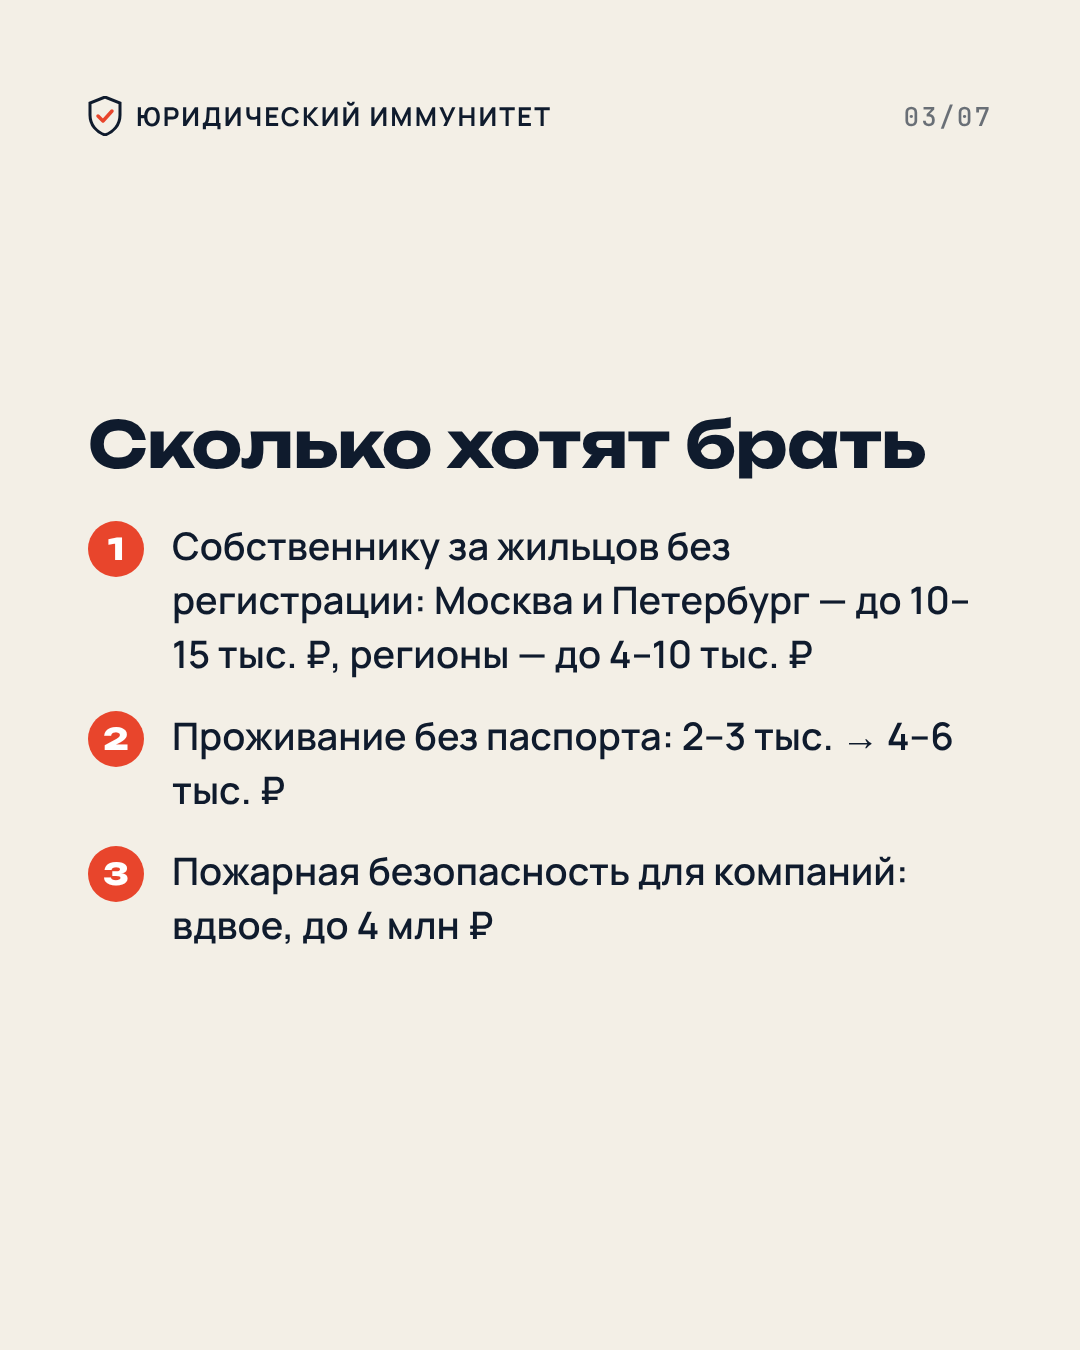 ЮРИДИЧЕСКИЙ ИММУНИТЕТ
03/07
Сколько хотят брать
1 Собственнику за жильцов без
регистрации: Москва и Петербург — до 10–
15 тыс. ₽, регионы — до 4–10 тыс. ₽
2 Проживание без паспорта: 2–3 тыс. → 4–6
тыс. ₽
3 Пожарная безопасность для компаний:
вдвое, до 4 млн ₽